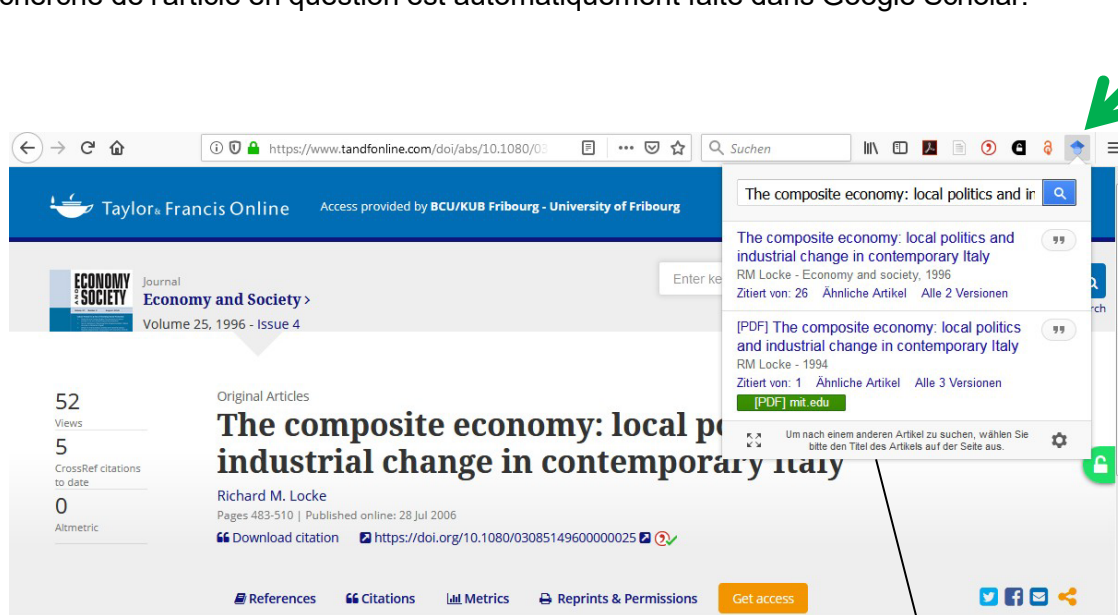 cherche de l'article en question est automatiquement faite dans Google Scholar.
https://www.tandfonline.com/doi/abs/10.1080/03
Suchen
Taylor & Francis Online
Access provided by BCU/KUB Fribourg - University of Fribourg
The composite economy: local politics and in
The composite economy: local politics and
industrial change in contemporary Italy
RM Locke - Economy and society, 1996
Zitiert von: 26 Ähnliche Artikel Alle 2 Versionen
[PDF] The composite economy: local politics
and industrial change in contemporary Italy
RM Locke - 1994
Zitiert von: 1 Ähnliche Artikel Alle 3 Versionen
[PDF] mit.edu
Um nach einem anderen Artikel zu suchen, wählen Sie
bitte den Titel des Artikels auf der Seite aus.
ECONOMY
AND
SOCIETY
Journal
Economy and Society >
Volume 25, 1996 - Issue 4
Enter ke
rch
52
Views
5
CrossRef citations
to date
0
Altmetric
Original Articles
The composite economy: local po
industrial change in contemporary Italy
Richard M. Locke
Pages 483-510 | Published online: 28 Jul 2006
Download citation https://doi.org/10.1080/03085149600000025
References Citations Metrics Reprints & Permissions Get access